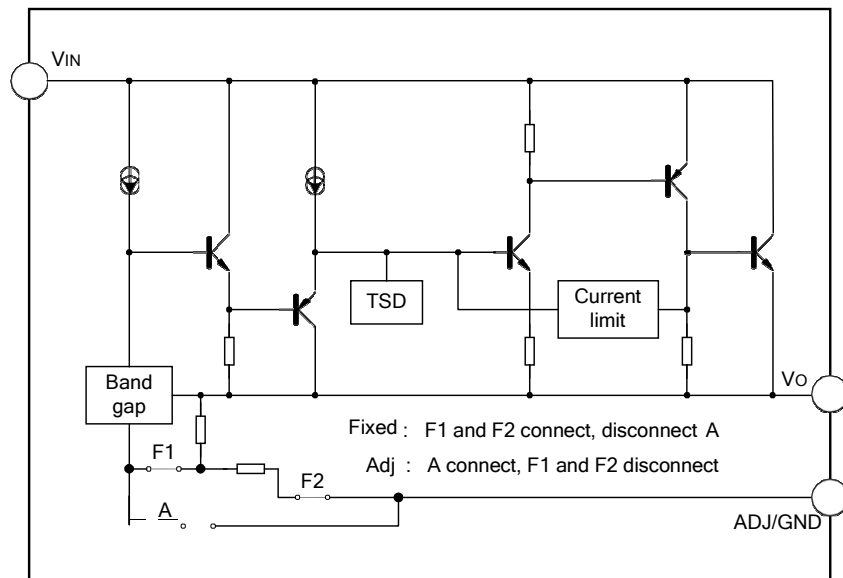 VIN
TSD
Current
limit
Band
gap
VO
Fixed : F1 and F2 connect, disconnect A
F1
Adj : A connect, F1 and F2 disconnect
F2
A
ADJ/GND